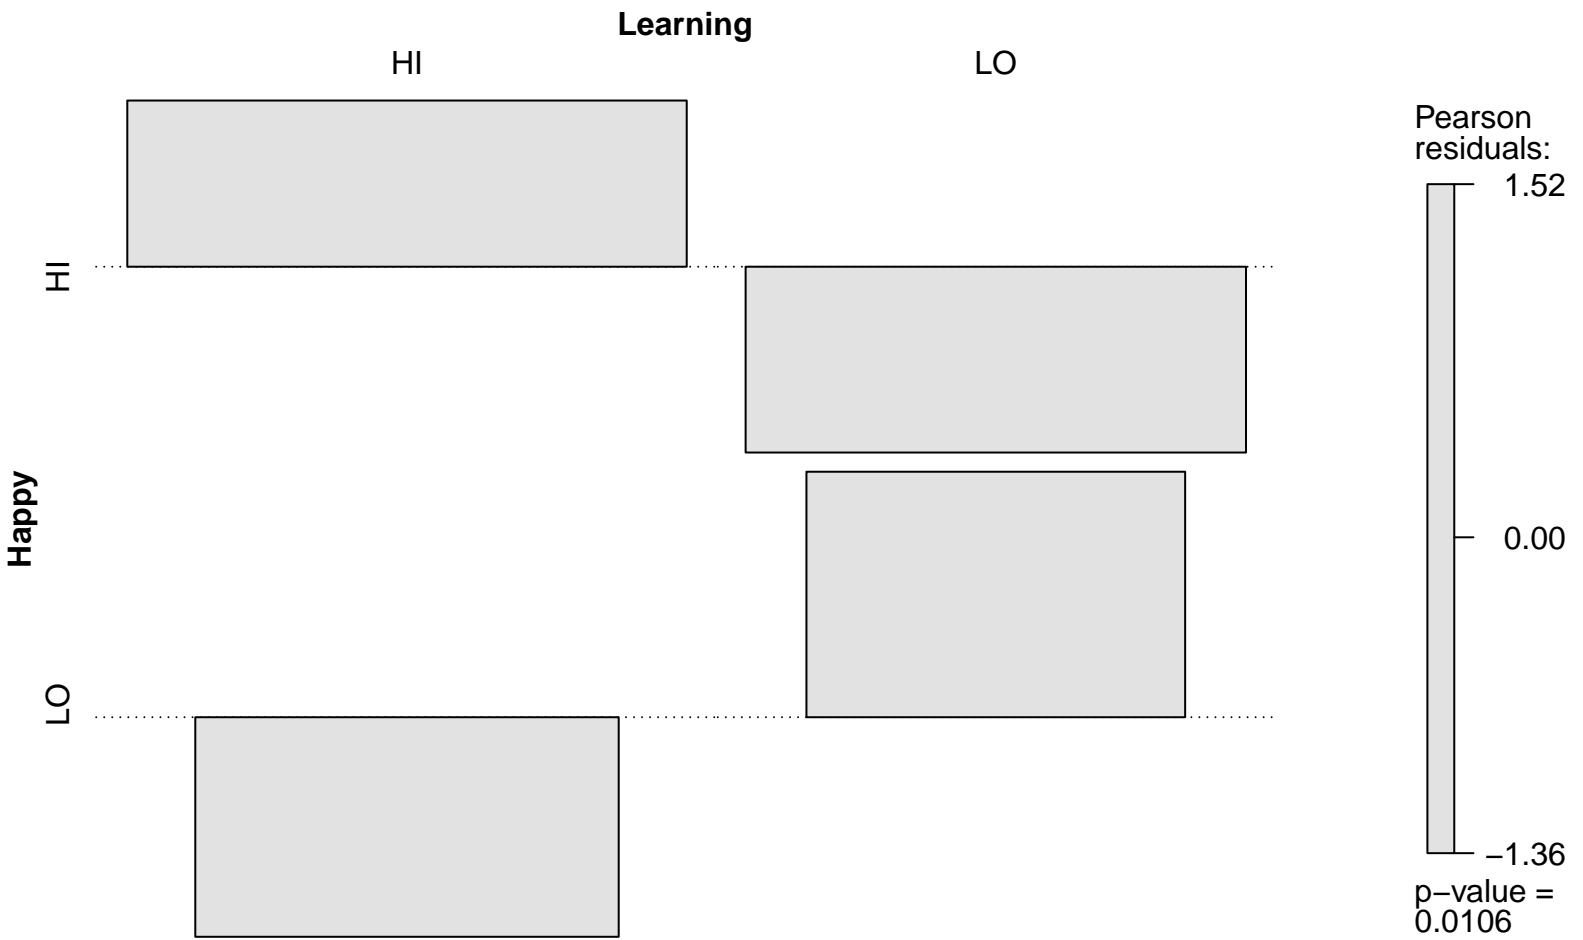 Learning
HI
LO
HI
LO
Happy
Pearson
residuals:
1.52
0.00
−1.36
p−value =
0.0106